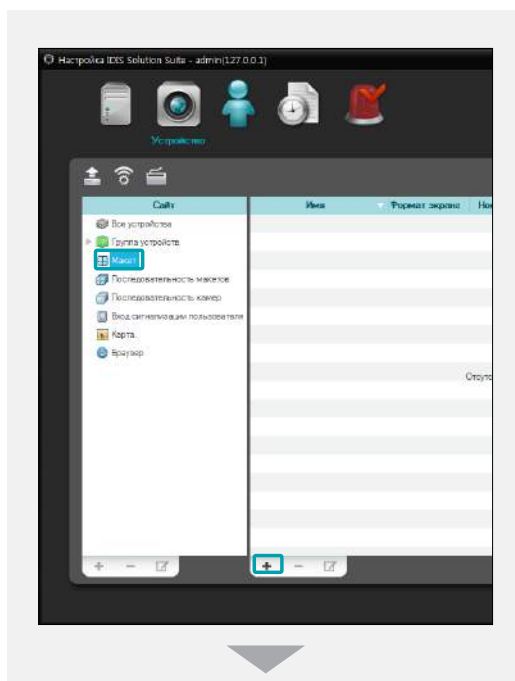 Настройка IDIS Solution Suite - admin(127.0.0.1)
Устройство
Сайт
Имя
Формат экрана
Все устройства
Группа устройств
Макет
Последовательность макетов
Последовательность камер
Вход сигнализации пользователя
Карта
Браузер